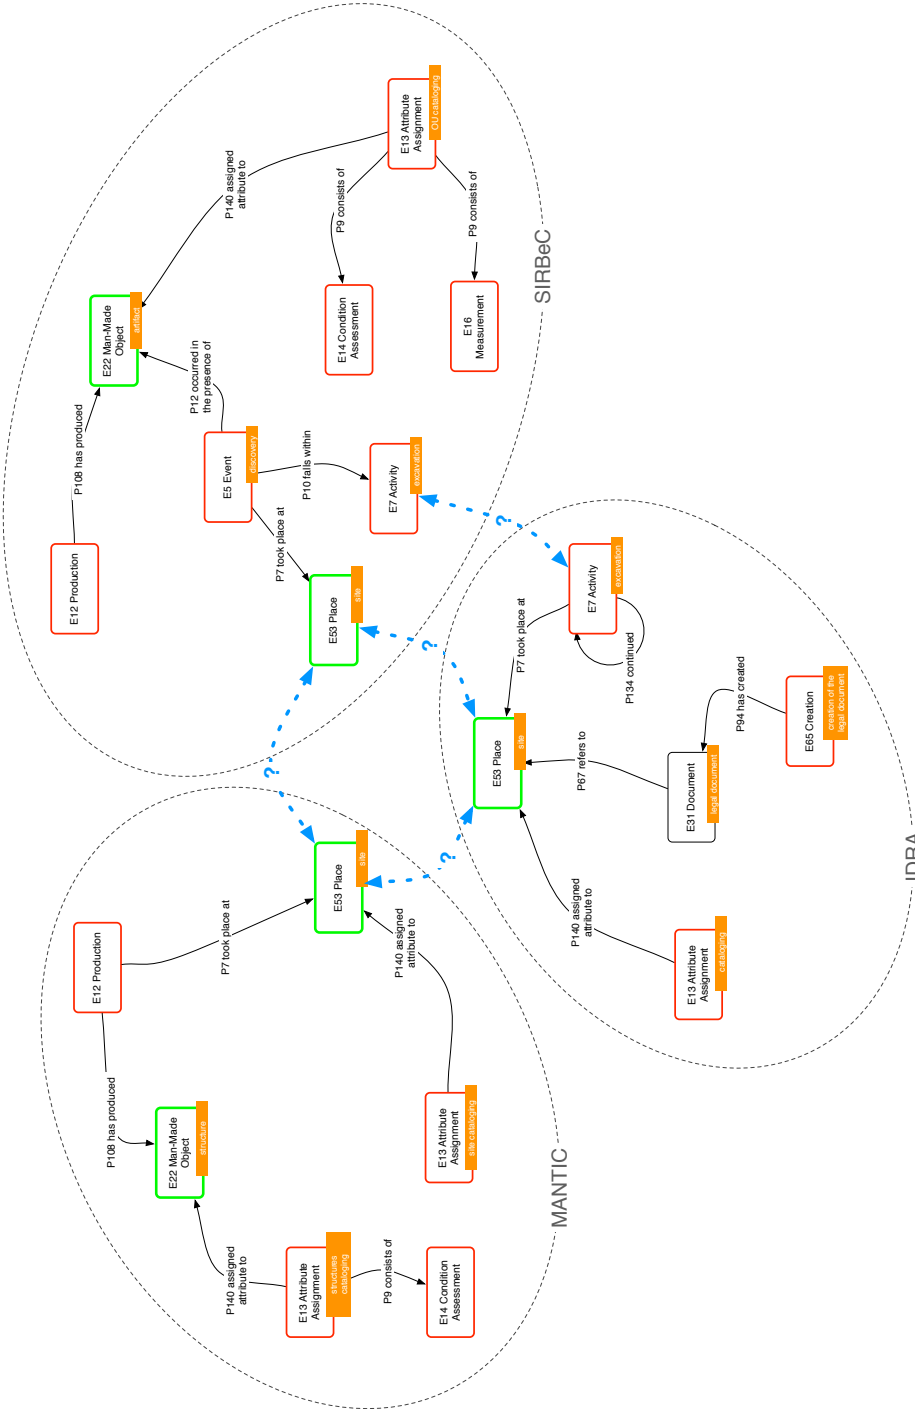 E12 Production
P108 has produced
E22 Man-Made
Object
artifact
P140 assigned
attribute to
E13 Attribute
Assignment
OU cataloging
P9 consists of
P9 consists of
E14 Condition
Assessment
E16
Measurement
P12 occurred in
the presence of
E5 Event
discovery
P10 falls within
E7 Activity
excavation
P7 took place at
E53 Place
site
SIRBeC
?
?
?
?
E12 Production
P7 took place at
E53 Place
site
P108 has produced
E22 Man-Made
Object
structure
P140 assigned
attribute to
E13 Attribute
Assignment
site cataloging
P140 assigned
attribute to
E13 Attribute
Assignment
structures
cataloging
P9 consists of
E14 Condition
Assessment
MANTIC
E53 Place
site
P7 took place at
E7 Activity
excavation
P134 continued
P67 refers to
E31 Document
legal document
P94 has created
E65 Creation
creation of the
legal document
P140 assigned
attribute to
E13 Attribute
Assignment
cataloging